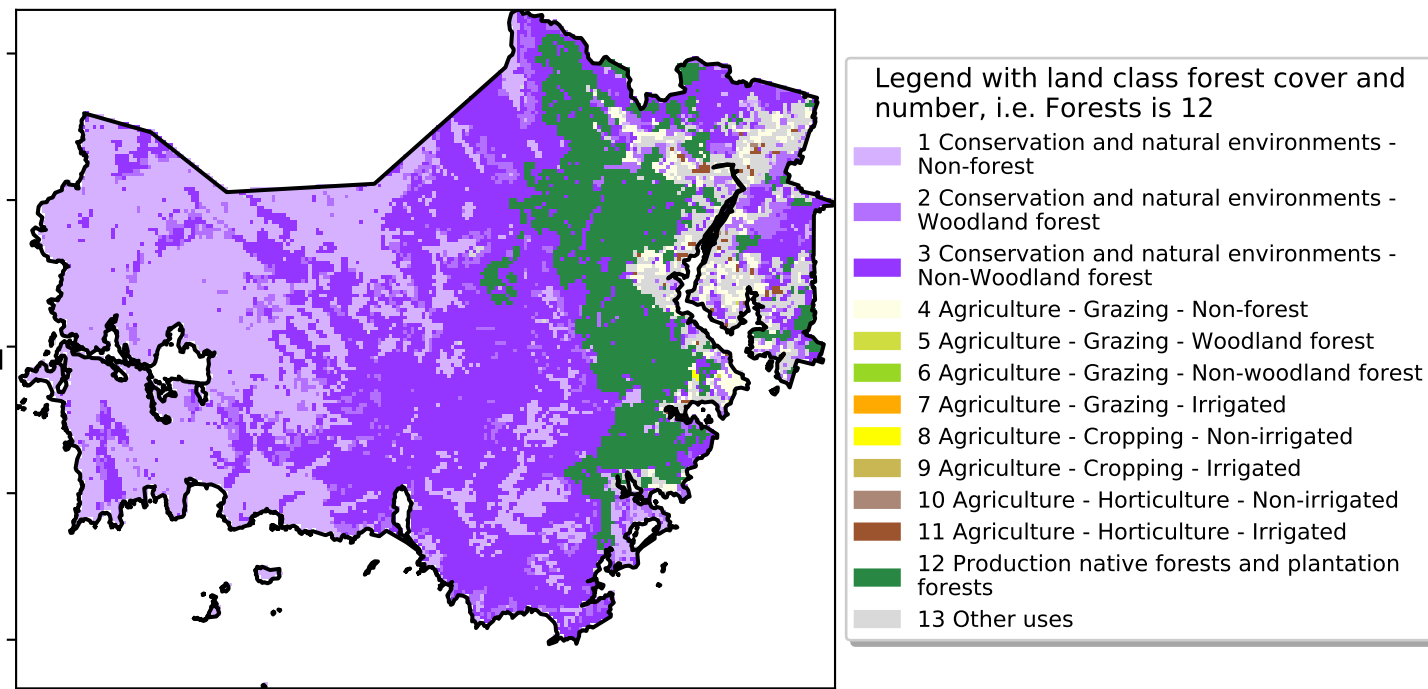 Legend with land class forest cover and
number, i.e. Forests is 12
1 Conservation and natural environments -
Non-forest
2 Conservation and natural environments -
Woodland forest
3 Conservation and natural environments -
Non-Woodland forest
4 Agriculture - Grazing - Non-forest
5 Agriculture - Grazing - Woodland forest
6 Agriculture - Grazing - Non-woodland forest
7 Agriculture - Grazing - Irrigated
8 Agriculture - Cropping - Non-irrigated
9 Agriculture - Cropping - Irrigated
10 Agriculture - Horticulture - Non-irrigated
11 Agriculture - Horticulture - Irrigated
12 Production native forests and plantation
forests
13 Other uses